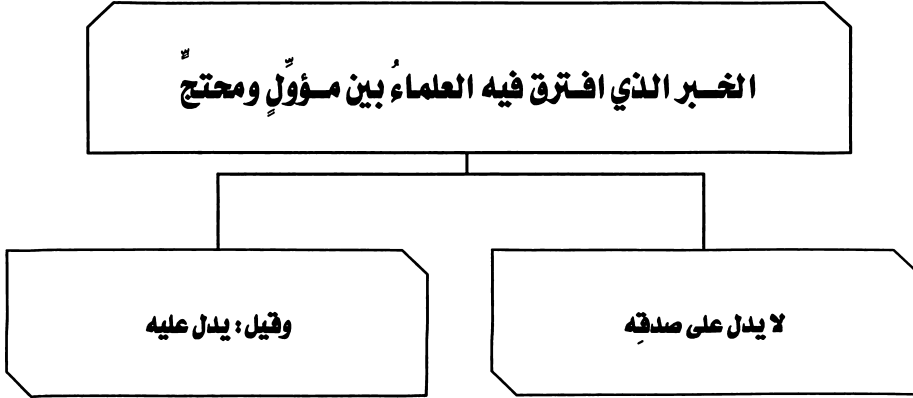 الخبر الذي افترق فيه العلماءُ بين مؤوِّلٍ ومحتجٍّ
لا يدل على صدقِه
وقيل: يدل عليه